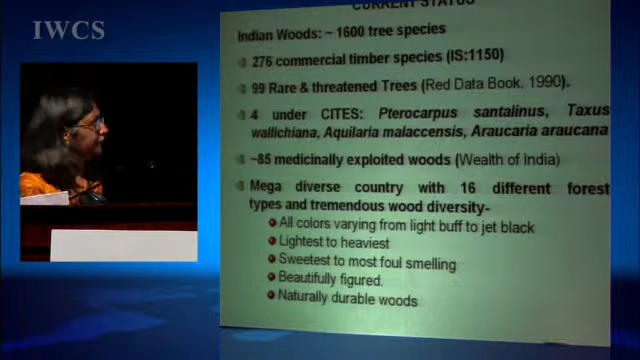 IWCS
CURRENT STATUS
Indian Woods: ~ 1600 tree species
276 commercial timber species (IS:1150)
99 Rare & threatened Trees (Red Data Book, 1990).
4 under CITES: Pterocarpus santalinus, Taxus
wallichiana, Aquilaria malaccensis, Araucaria araucana
~85 medicinally exploited woods (Wealth of India)
Mega diverse country with 16 different forest
types and tremendous wood diversity-
All colors varying from light buff to jet black
Lightest to heaviest
Sweetest to most foul smelling
Beautifully figured.
Naturally durable woods